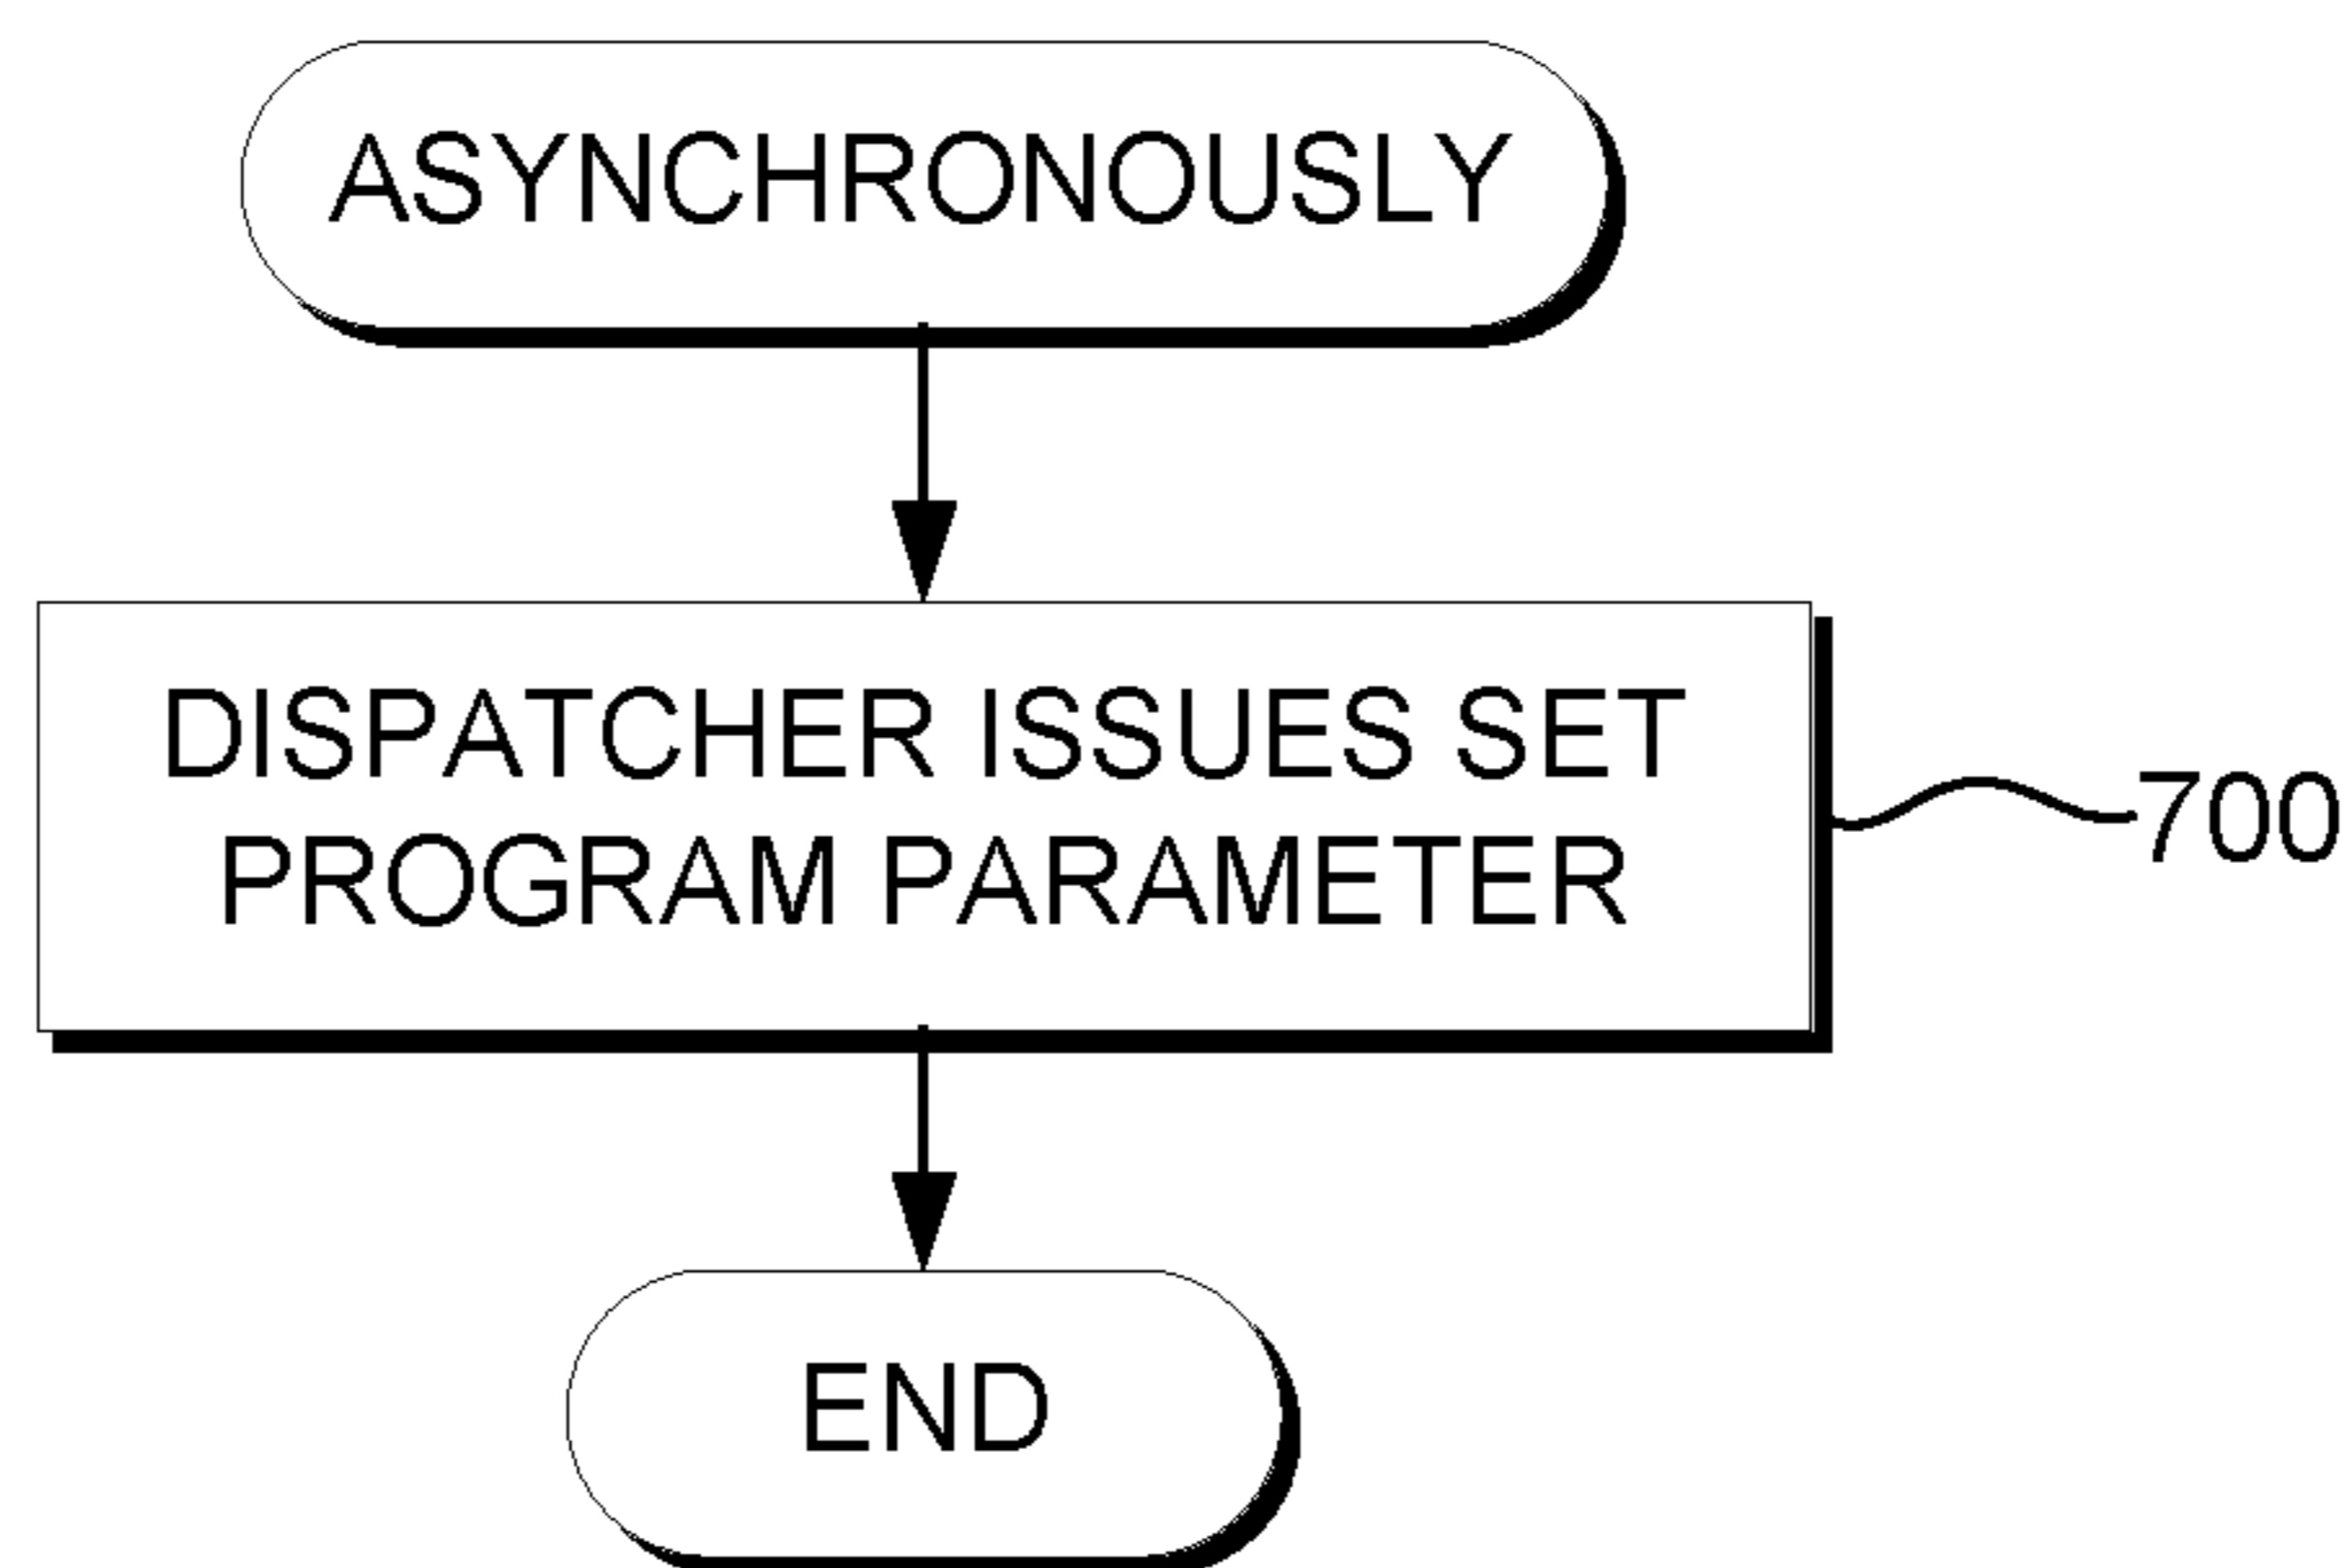 ASYNCHRONOUSLY
DISPATCHER ISSUES SET
PROGRAM PARAMETER
700
END